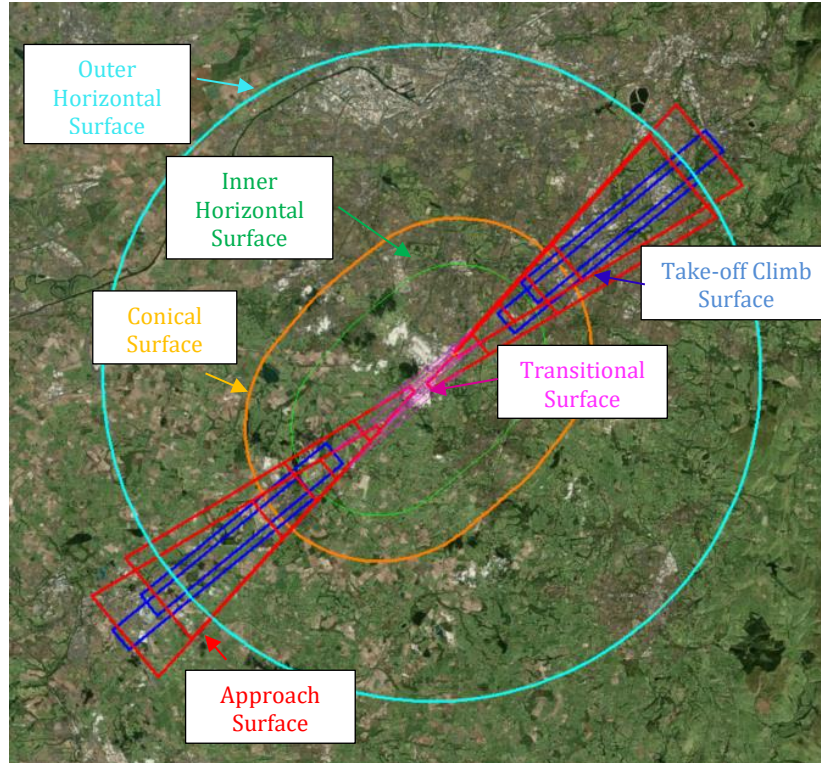 Outer
Horizontal
Surface
Inner
Horizontal
Surface
Take-off Climb
Surface
Conical
Surface
Transitional
Surface
Approach
Surface